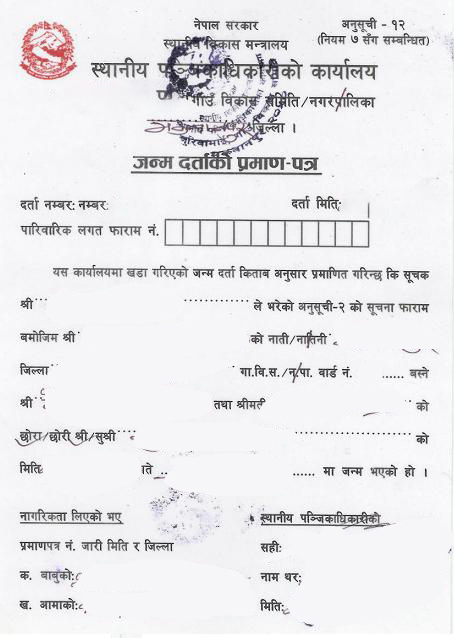 नेपाल सरकार
अनुसूची - १२
स्थानीय विकास मन्त्रालय
(नियम ७ सँग सम्बन्धित)
स्थानीय पञ्जिकाधिकारीको कार्यालय
गाउँ विकास समिति/नगरपालिका
जिल्ला ।
जन्म दर्ताको प्रमाण-पत्र
दर्ता नम्बर: नम्बर:
दर्ता मिति:
पारिवारिक लगत फाराम नं.
यस कार्यालयमा खडा गरिएको जन्म दर्ता किताब अनुसार प्रमाणित गरिन्छ कि सूचक
श्री ... .............. ले भरेको अनुसूची-२ को सूचना फाराम
बमोजिम श्री को नाती/नातिनी
जिल्ला गा.वि.स./न.पा. वार्ड नं. ...... बस्ने
श्री तथा श्रीमती को
छोरा/छोरी श्री/सुश्री .......................... को
मिति ते .. ...... मा जन्म भएको हो ।
नागरिकता लिएको भए
स्थानीय पञ्जिकाधिकारीको
प्रमाणपत्र नं. जारी मिति र जिल्ला
सही:
क. बाबुको:
नाम थर:
ख. आमाको:
मिति: